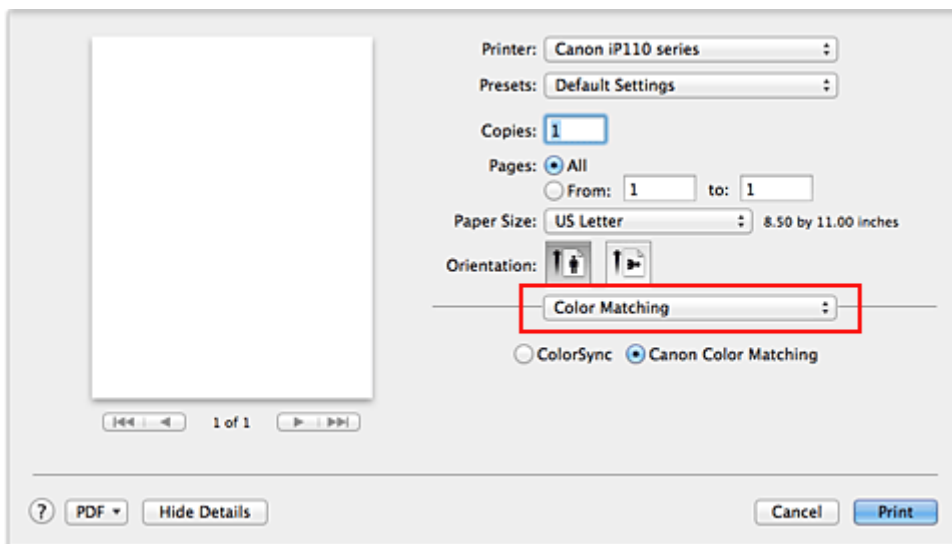 Printer: Canon iP110 series
Presets: Default Settings
Copies: 1
Pages: All
From: 1 to: 1
Paper Size: US Letter 8.50 by 11.00 inches
Orientation:
Color Matching
ColorSync Canon Color Matching
1 of 1
? PDF Hide Details Cancel Print